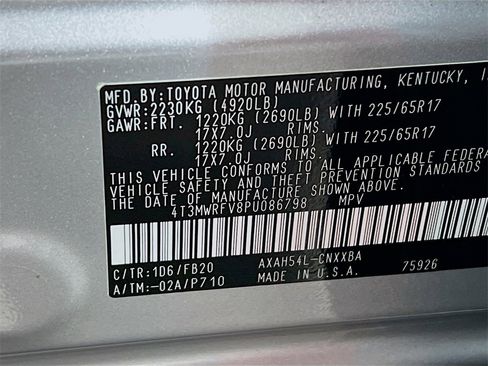 MFD.BY:TOYOTA MOTOR MANUFACTURING, KENTUCKY,
GVWR:2230KG (4920LB)
GAWR:FRT. 1220KG (2690LB) WITH 225/65R17
17X7.0J RIMS.
RR. 1220KG (2690LB) WITH 225/65R17
17X7.0J RIMS.
THIS VEHICLE CONFORMS TO ALL APPLICABLE FEDERA
SAFETY AND THEFT PREVENTION STANDARDS
THE DATE OF MANUFACTURE SHOWN ABOVE.
4T3MWRFV8PU086798 MPV
C/TR:1D6/FB20 AXAH54L-CNXXBA
A/TM:-02A/P710 MADE IN U.S.A. 75926